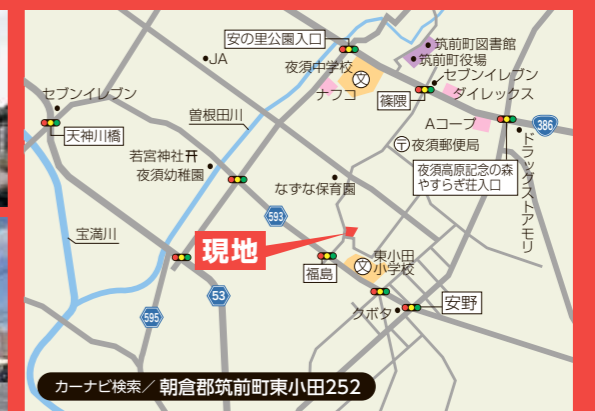 安の里公園入口
筑前町図書館
JA
筑前町役場
夜須中学校
文
セブンイレブン
ナフコ
ダイレックス
セブンイレブン
篠隈
曽根田川
Aコープ
386
天神川橋
〒夜須郵便局
ドラッグストアモリ
若宮神社
夜須幼稚園
夜須高原記念の森
やすらぎ荘入口
なずな保育園
593
宝満川
現地
東小田
小学校
文
福島
53
安野
595
クボタ
カーナビ検索／朝倉郡筑前町東小田252